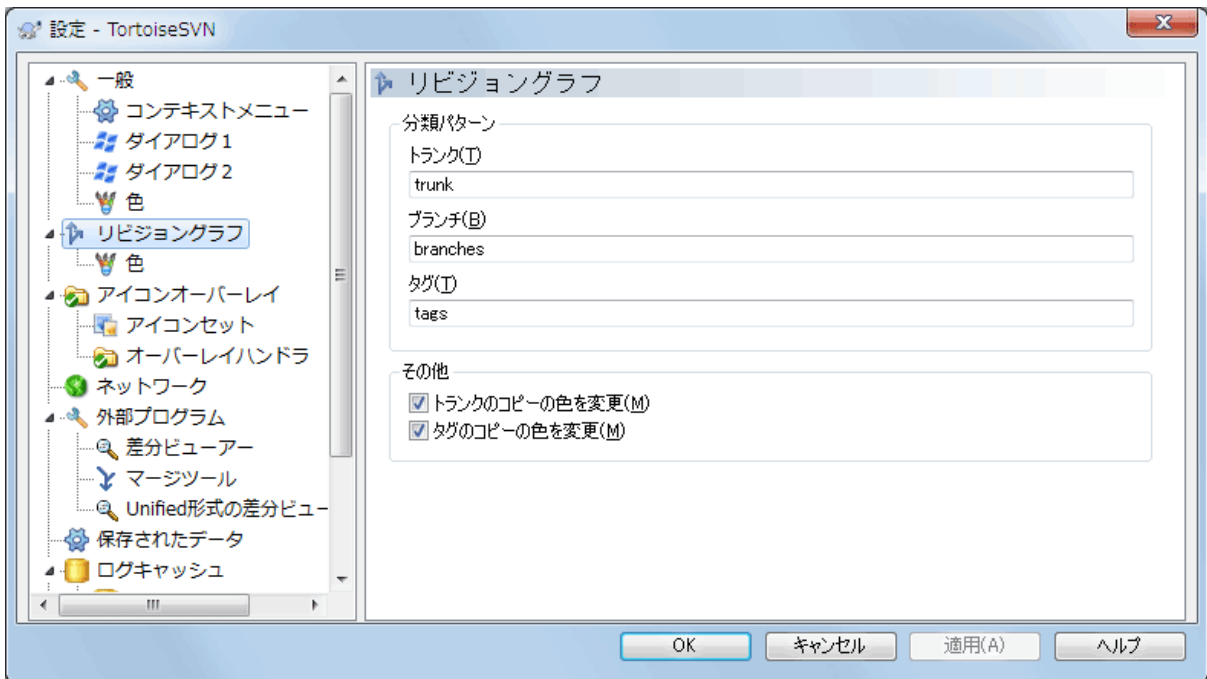 設定 - TortoiseSVN
一般
コンテキストメニュー
ダイアログ1
ダイアログ2
色
リビジョングラフ
色
アイコンオーバーレイ
アイコンセット
オーバーレイハンドラ
ネットワーク
外部プログラム
差分ビューアー
マージツール
Unified形式の差分ビュー
保存されたデータ
ログキャッシュ
リビジョングラフ
分類パターン
トランク(T)
trunk
ブランチ(B)
branches
タグ(T)
tags
その他
トランクのコピーの色を変更(M)
タグのコピーの色を変更(M)
OK
キャンセル
適用(A)
ヘルプ